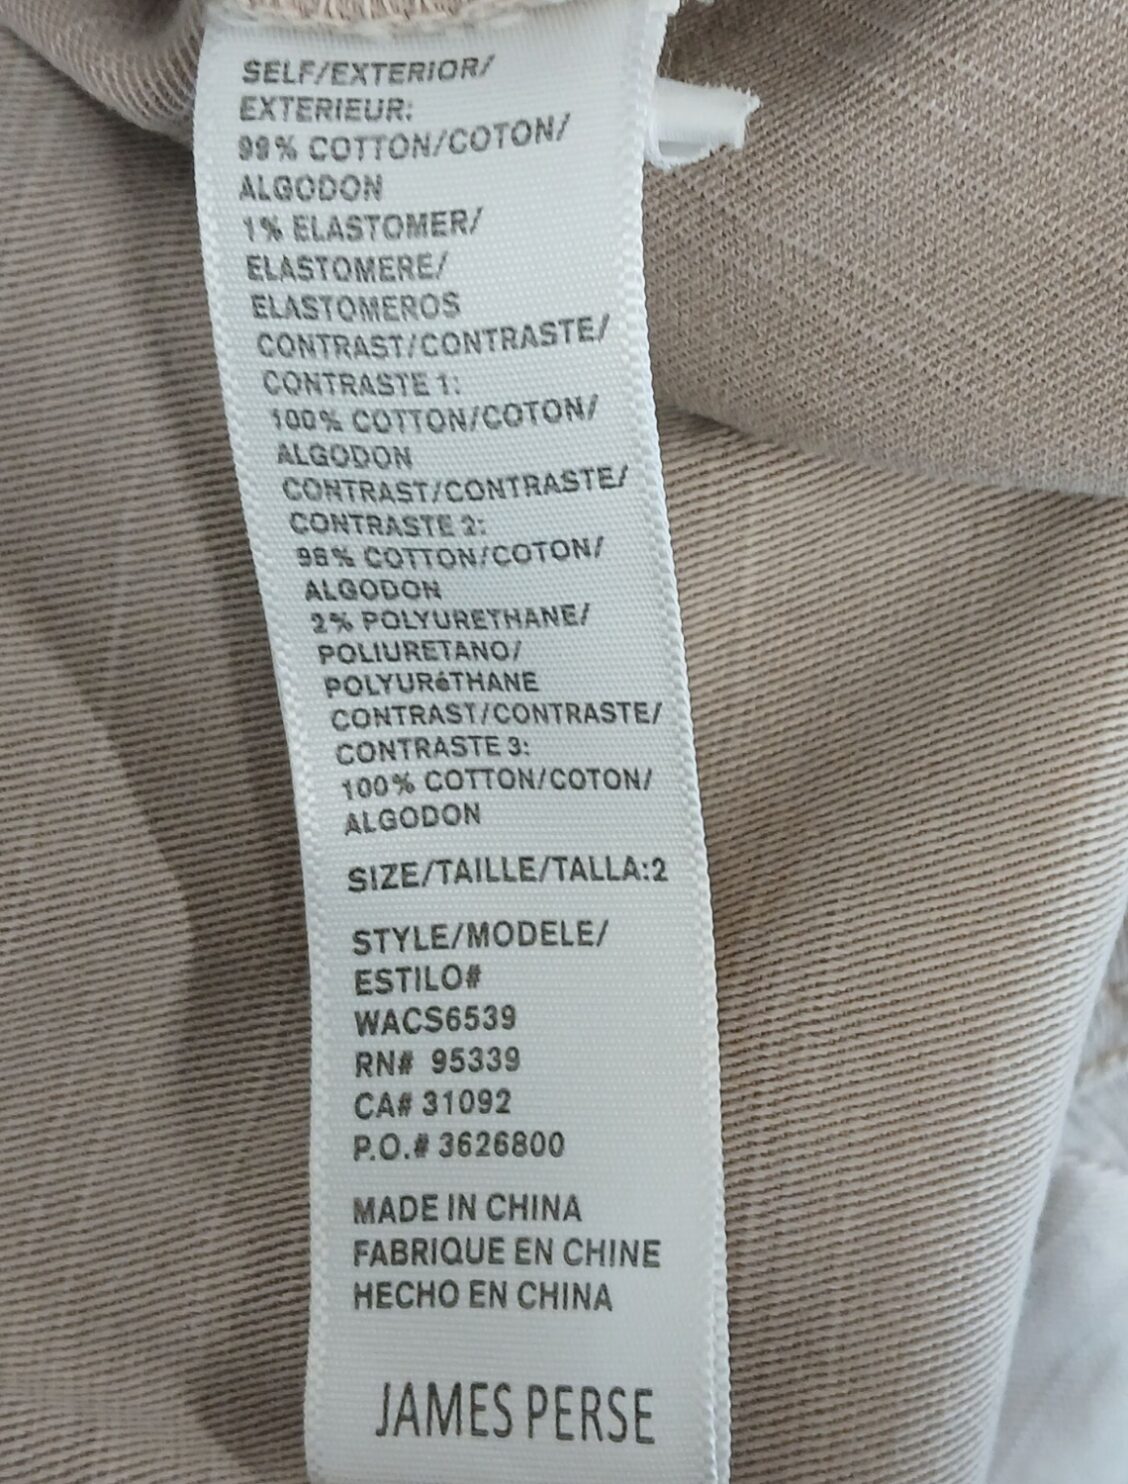 SELF/EXTERIOR/
EXTERIEUR:
99% COTTON/COTON/
ALGODON
1% ELASTOMER/
ELASTOMERE/
ELASTOMEROS
CONTRAST/CONTRASTE/
CONTRASTE 1:
100% COTTON/COTON/
ALGODON
CONTRAST/CONTRASTE/
CONTRASTE 2:
98% COTTON/COTON/
ALGODON
2% POLYURETHANE/
POLIURETANO/
POLYURéTHANE
CONTRAST/CONTRASTE/
CONTRASTE 3:
100% COTTON/COTON/
ALGODON
SIZE/TAILLE/TALLA:2
STYLE/MODELE/
ESTILO#
WACS6539
RN# 95339
CA# 31092
P.O.# 3626800
MADE IN CHINA
FABRIQUE EN CHINE
HECHO EN CHINA
JAMES PERSE